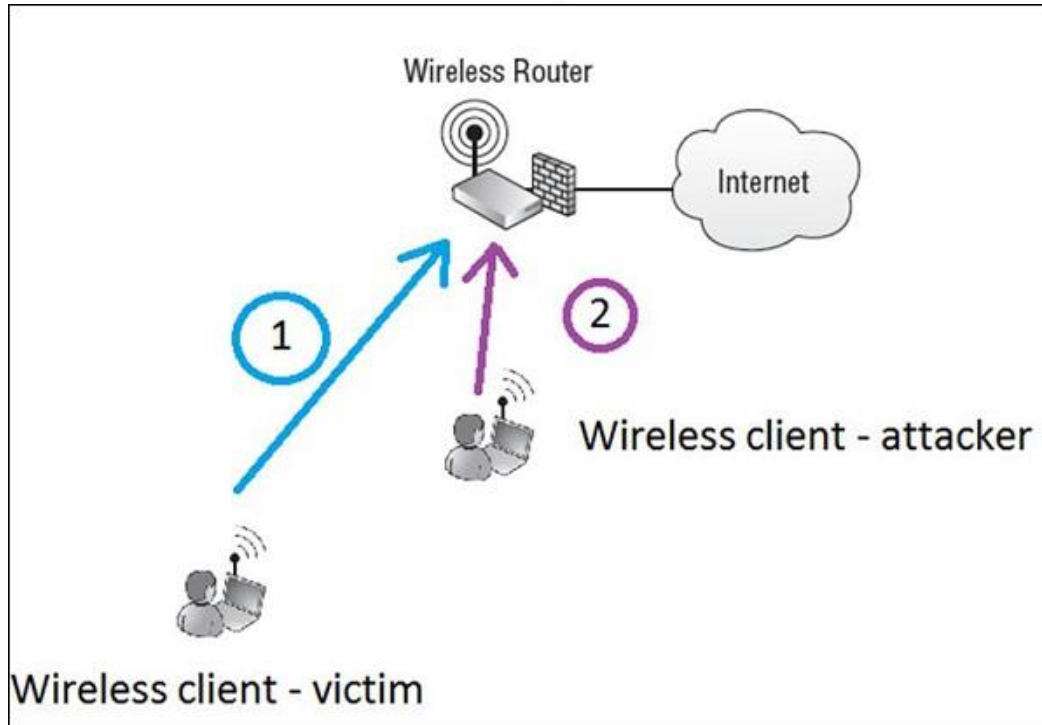 Wireless Router
Internet
1
2
Wireless client - attacker
Wireless client - victim